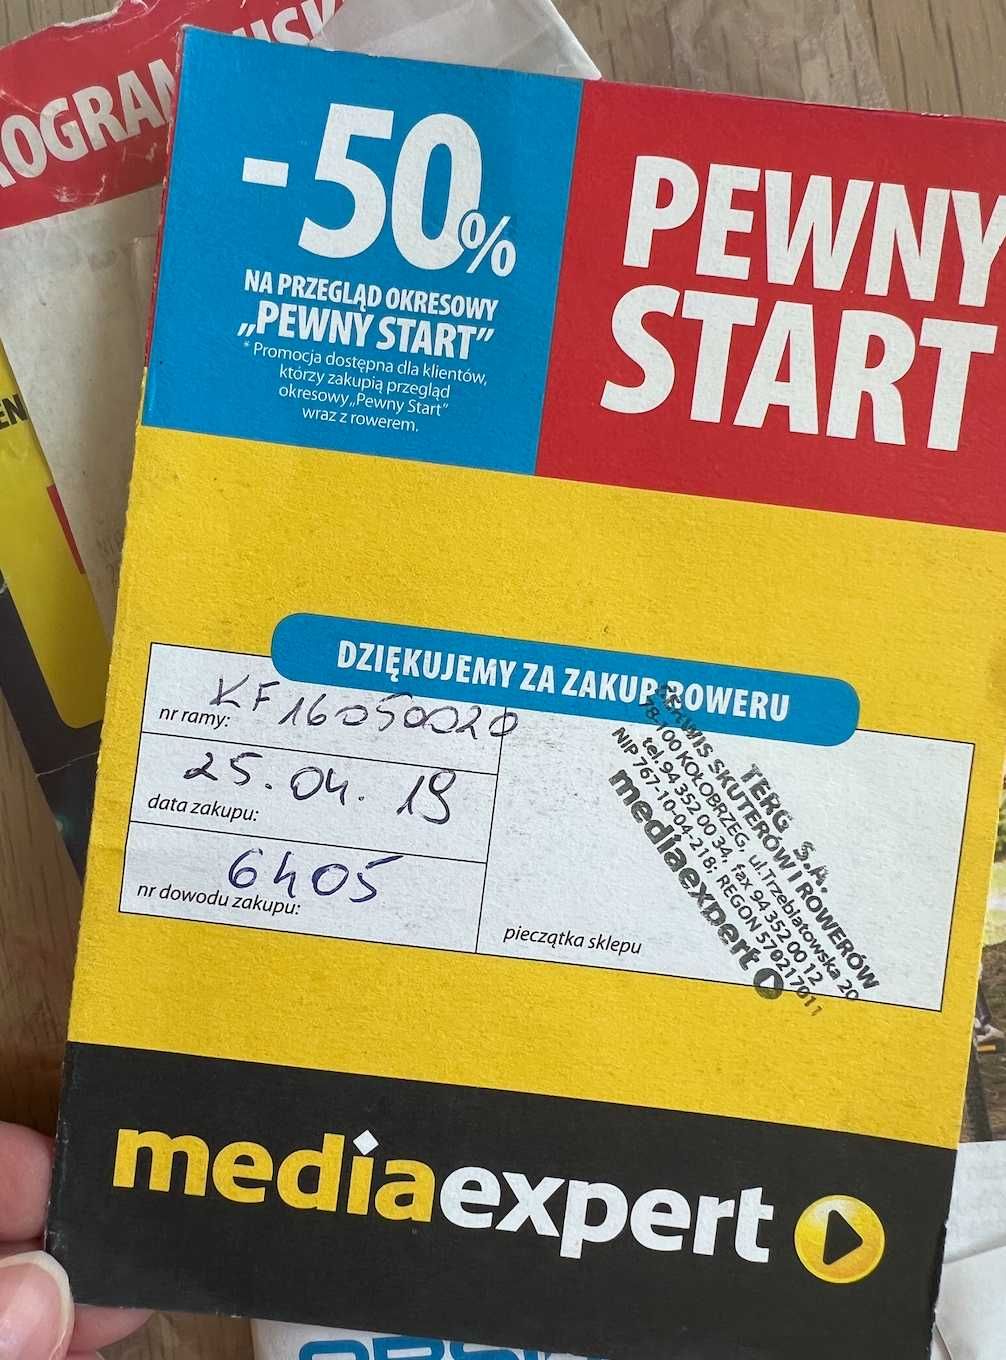 - 50%
NA PRZEGLĄD OKRESOWY
„PEWNY START”
* Promocja dostępna dla klientów,
którzy zakupią przegląd
okresowy „Pewny Start”
wraz z rowerem.
PEWNY
START
DZIĘKUJEMY ZA ZAKUP ROWERU
KF16050020
nr ramy:
25.04.19
data zakupu:
6405
nr dowodu zakupu:
TERG S.A.
SERWIS SKUTERÓW I ROWERÓW
78-100 KOŁOBRZEG, ul. Trzebiatowska 20
tel. 94 352 00 34, fax 94 352 00 12
NIP 767-10-04-218; REGON 570217011
mediaexpert
pieczątka sklepu
mediaexpert